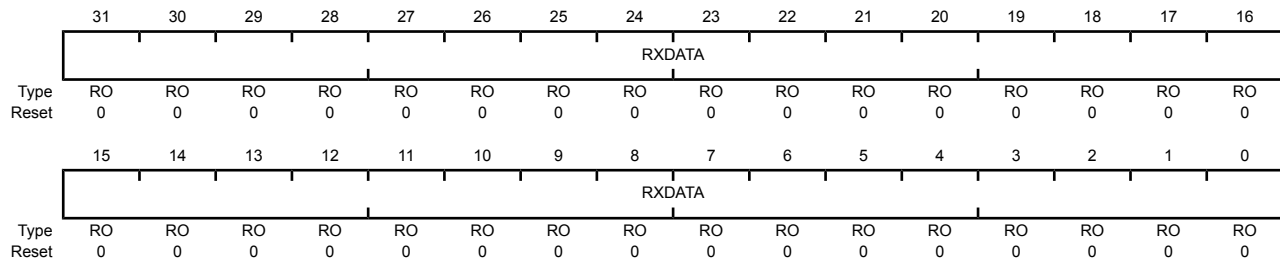 31 30 29 28 27 26 25 24 23 22 21 20 19 18 17 16
RXDATA
Type RO RO RO RO RO RO RO RO RO RO RO RO RO RO RO RO
Reset 0 0 0 0 0 0 0 0 0 0 0 0 0 0 0 0
15 14 13 12 11 10 9 8 7 6 5 4 3 2 1 0
RXDATA
Type RO RO RO RO RO RO RO RO RO RO RO RO RO RO RO RO
Reset 0 0 0 0 0 0 0 0 0 0 0 0 0 0 0 0